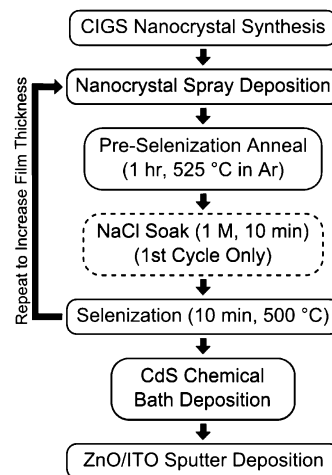 CIGS Nanocrystal Synthesis
Nanocrystal Spray Deposition
Pre-Selenization Anneal
(1 hr, 525 °C in Ar)
NaCl Soak (1 M, 10 min)
(1st Cycle Only)
Selenization (10 min, 500 °C)
CdS Chemical
Bath Deposition
ZnO/ITO Sputter Deposition
Repeat to Increase Film Thickness